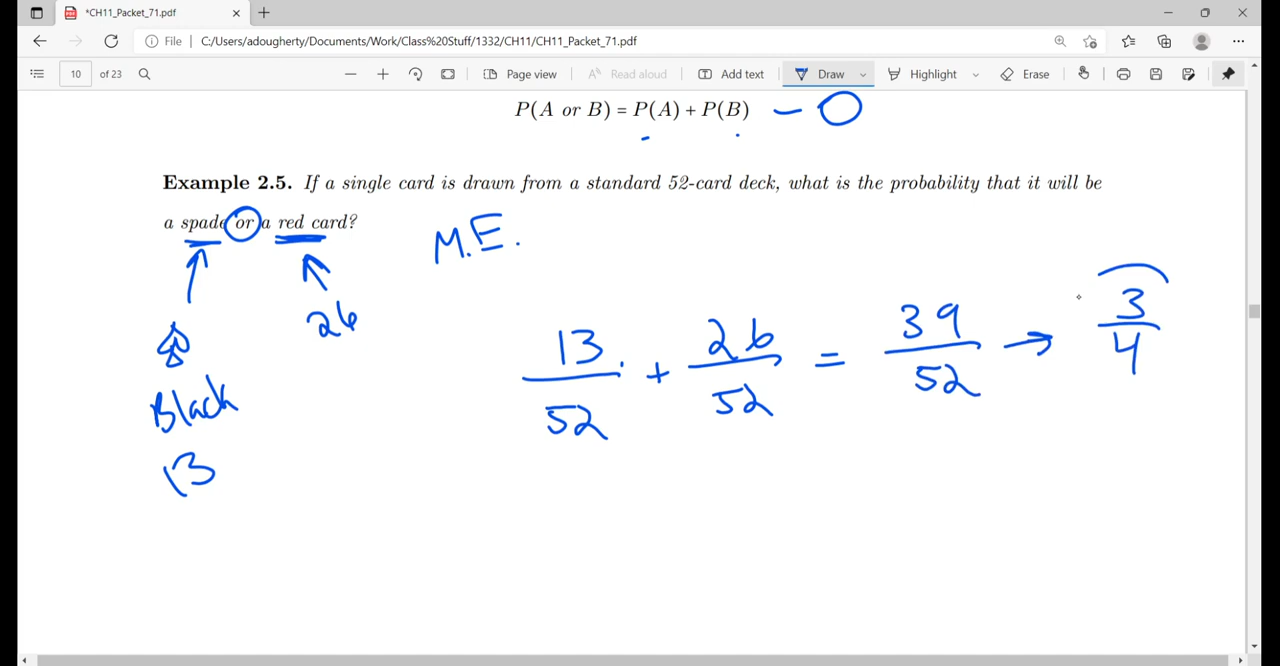 *CH11_Packet_71.pdf
File C:/Users/adougherty/Documents/Work/Class%20Stuff/1332/CH11/CH11_Packet_71.pdf
10 of 23 Page view Read aloud Add text Draw Highlight Erase
P(A or B) = P(A) + P(B) - 0
Example 2.5. If a single card is drawn from a standard 52-card deck, what is the probability that it will be
a spade or a red card?
M.E.
26
Black
13
13/52 + 26/52 = 39/52 → 3/4